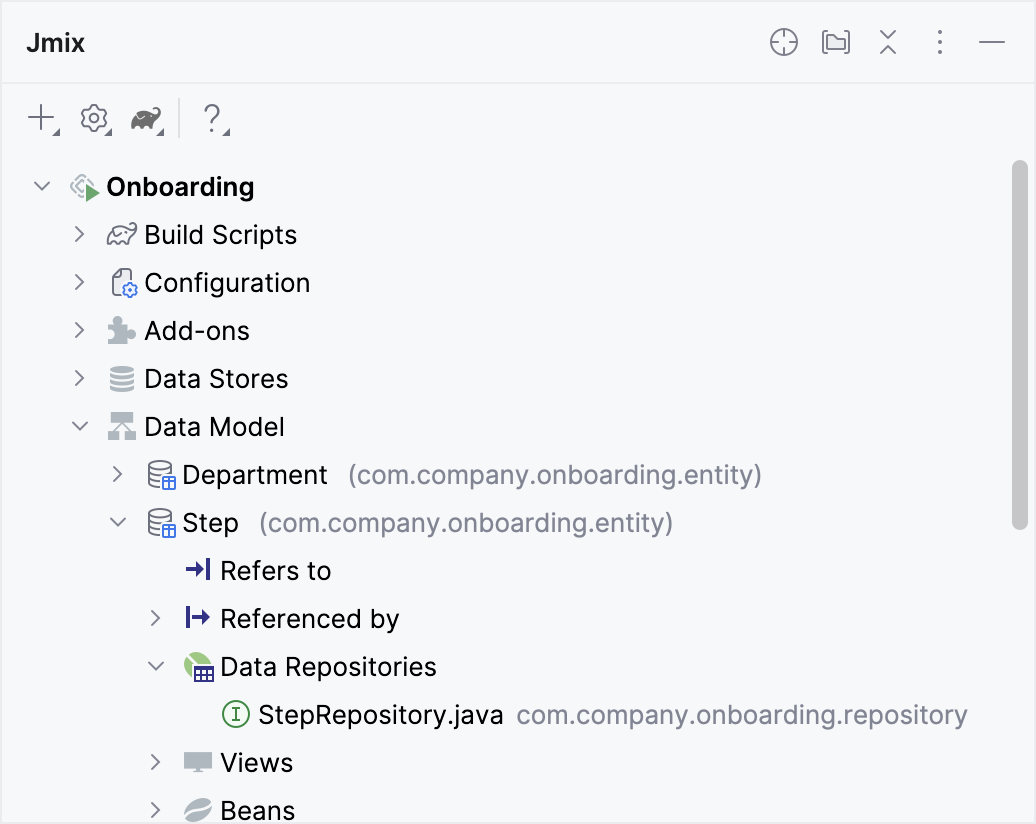 Jmix
?
Onboarding
Build Scripts
Configuration
Add-ons
Data Stores
Data Model
Department (com.company.onboarding.entity)
Step (com.company.onboarding.entity)
Refers to
Referenced by
Data Repositories
I StepRepository.java com.company.onboarding.repository
Views
Beans